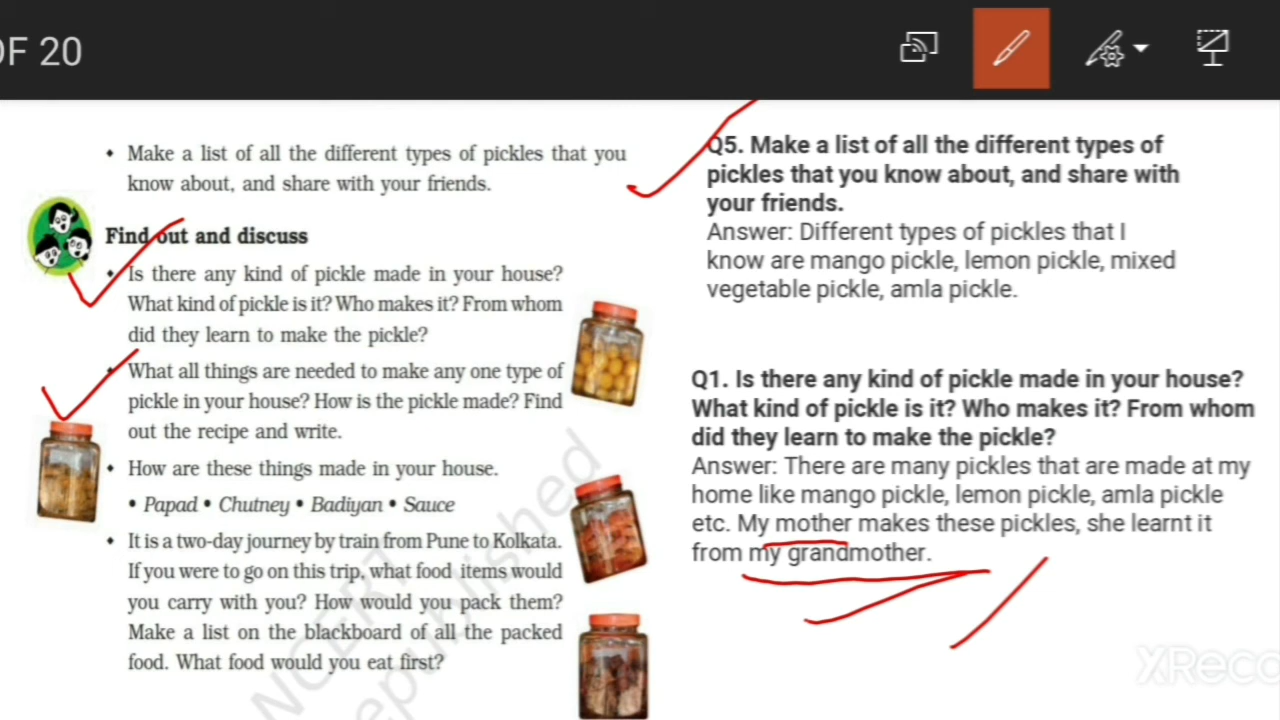 OF 20
• Make a list of all the different types of pickles that you
know about, and share with your friends.
Find out and discuss
• Is there any kind of pickle made in your house?
What kind of pickle is it? Who makes it? From whom
did they learn to make the pickle?
• What all things are needed to make any one type of
pickle in your house? How is the pickle made? Find
out the recipe and write.
• How are these things made in your house.
• Papad • Chutney • Badiyan • Sauce
• It is a two-day journey by train from Pune to Kolkata.
If you were to go on this trip, what food items would
you carry with you? How would you pack them?
Make a list on the blackboard of all the packed
food. What food would you eat first?
NCERT
republished
Q5. Make a list of all the different types of
pickles that you know about, and share with
your friends.
Answer: Different types of pickles that I
know are mango pickle, lemon pickle, mixed
vegetable pickle, amla pickle.
Q1. Is there any kind of pickle made in your house?
What kind of pickle is it? Who makes it? From whom
did they learn to make the pickle?
Answer: There are many pickles that are made at my
home like mango pickle, lemon pickle, amla pickle
etc. My mother makes these pickles, she learnt it
from my grandmother.
XReco